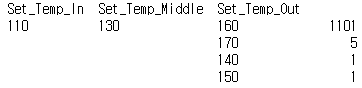 Set_Temp_In  Set_Temp_Middle  Set_Temp_Out
110          130              160             1101
                              170                5
                              140                1
                              150                1